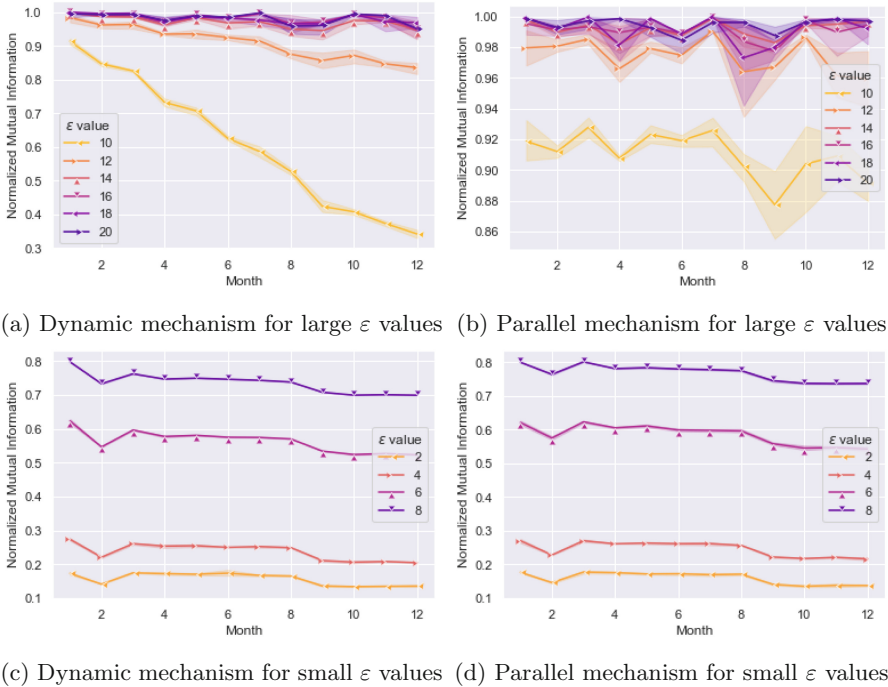 1.0
0.9
0.8
0.7
0.6
0.5
0.4
0.3
Normalized Mutual Information
ε value
10
12
14
16
18
20
2 4 6 8 10 12
Month
1.00
0.98
0.96
0.94
0.92
0.90
0.88
0.86
Normalized Mutual Information
ε value
10
12
14
16
18
20
2 4 6 8 10 12
Month
(a) Dynamic mechanism for large ε values
(b) Parallel mechanism for large ε values
0.8
0.7
0.6
0.5
0.4
0.3
0.2
0.1
Normalized Mutual Information
ε value
2
4
6
8
2 4 6 8 10 12
Month
0.8
0.7
0.6
0.5
0.4
0.3
0.2
0.1
Normalized Mutual Information
ε value
2
4
6
8
2 4 6 8 10 12
Month
(c) Dynamic mechanism for small ε values
(d) Parallel mechanism for small ε values